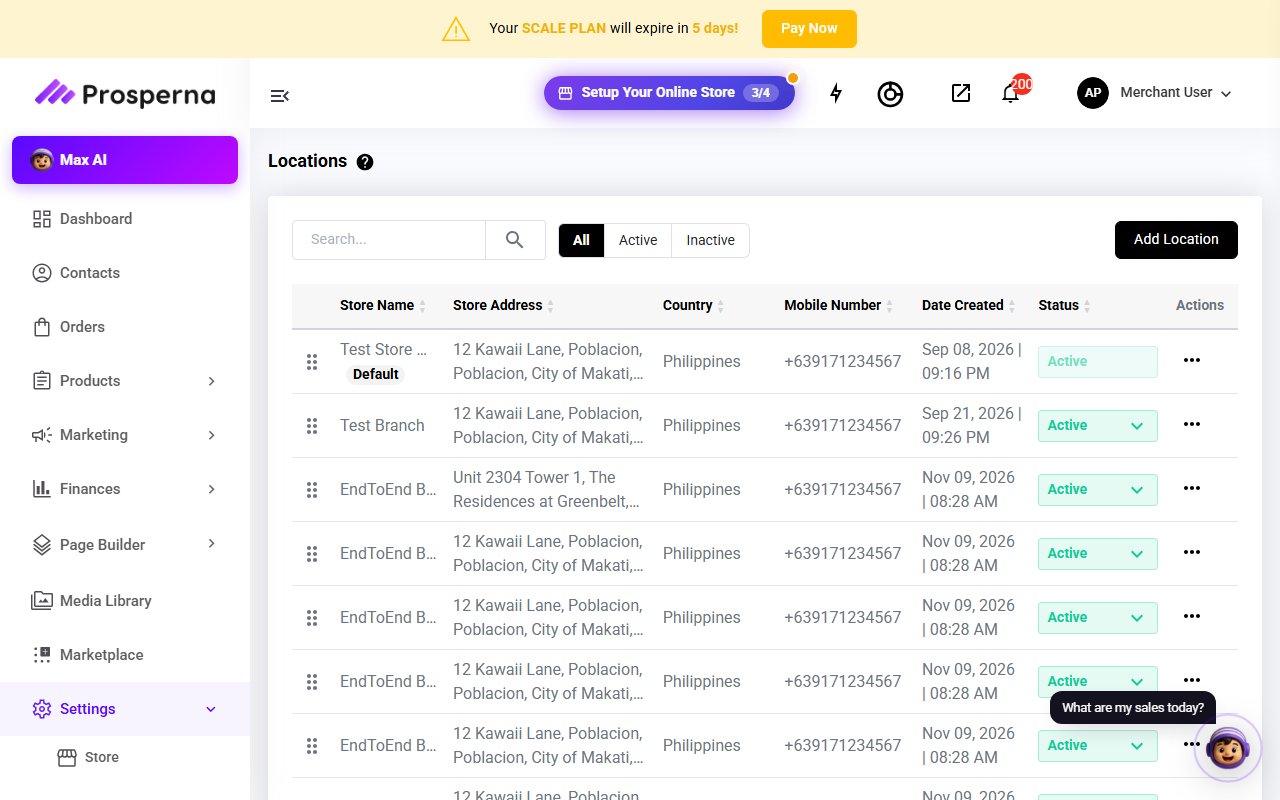 Your SCALE PLAN will expire in 5 days!
Pay Now
Prosperna
Setup Your Online Store 3/4
200
AP
Merchant User
Max AI
Dashboard
Contacts
Orders
Products
Marketing
Finances
Page Builder
Media Library
Marketplace
Settings
Store
Locations
Search...
All
Active
Inactive
Add Location
Store Name
Store Address
Country
Mobile Number
Date Created
Status
Actions
Test Store ...
Default
12 Kawaii Lane, Poblacion,
Poblacion, City of Makati,...
Philippines
+639171234567
Sep 08, 2026 |
09:16 PM
Active
Test Branch
12 Kawaii Lane, Poblacion,
Poblacion, City of Makati,...
Philippines
+639171234567
Sep 21, 2026 |
09:26 PM
Active
EndToEnd B...
Unit 2304 Tower 1, The
Residences at Greenbelt,...
Philippines
+639171234567
Nov 09, 2026
| 08:28 AM
Active
EndToEnd B...
12 Kawaii Lane, Poblacion,
Poblacion, City of Makati,...
Philippines
+639171234567
Nov 09, 2026
| 08:28 AM
Active
EndToEnd B...
12 Kawaii Lane, Poblacion,
Poblacion, City of Makati,...
Philippines
+639171234567
Nov 09, 2026
| 08:28 AM
Active
EndToEnd B...
12 Kawaii Lane, Poblacion,
Poblacion, City of Makati,...
Philippines
+639171234567
Nov 09, 2026
| 08:28 AM
Active
What are my sales today?
EndToEnd B...
12 Kawaii Lane, Poblacion,
Poblacion, City of Makati,...
Philippines
+639171234567
Nov 09, 2026
| 08:28 AM
Active
12 Kawaii Lane, Poblacion,
Nov 09, 2026